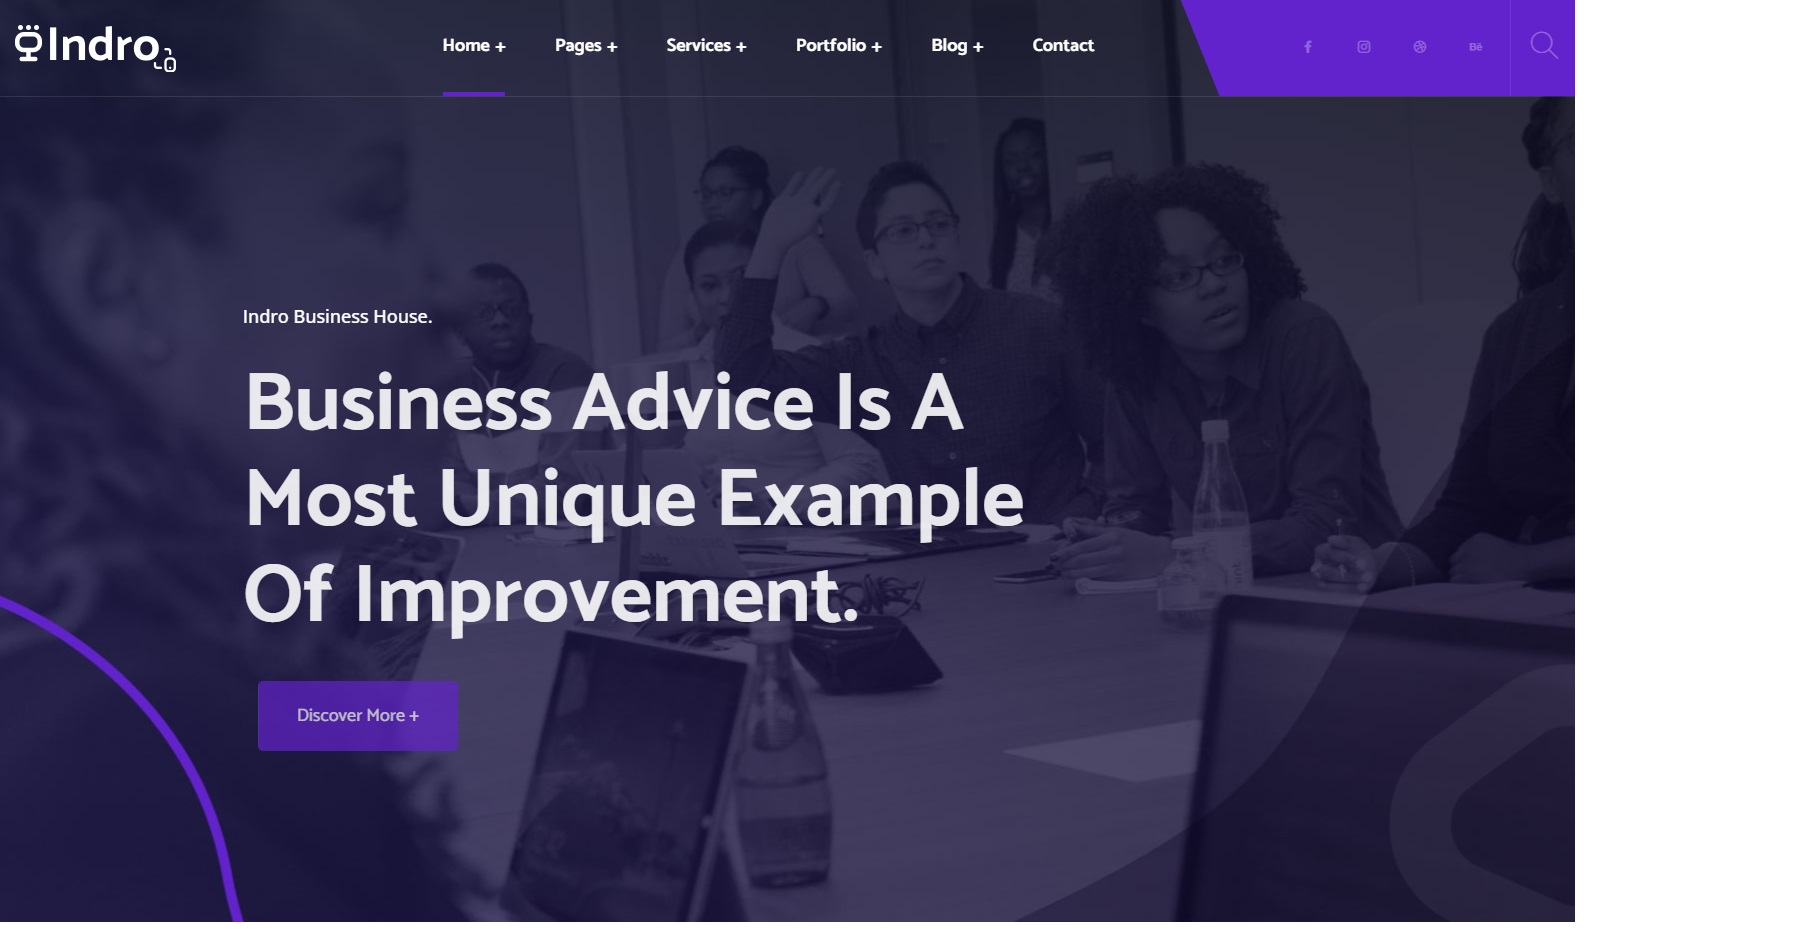 Indro
Home +
Pages +
Services +
Portfolio +
Blog +
Contact
Bē
Indro Business House.
Business Advice Is A
Most Unique Example
Of Improvement.
Discover More +